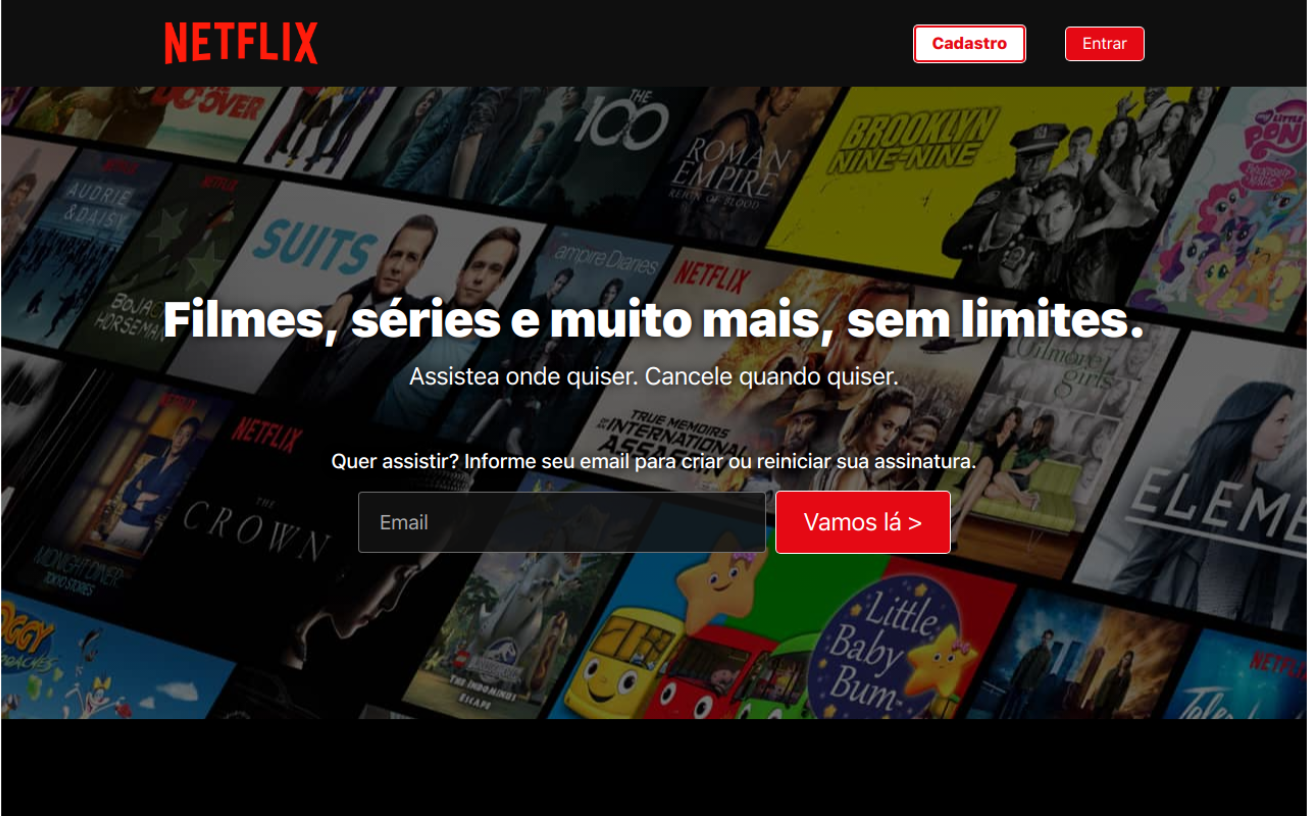 NETFLIX
Cadastro
Entrar
THE
100
ROMAN
EMPIRE
REIGN OF BLOOD
BROOKLYN
NINE-NINE
MY LITTLE
PONY
NETFLIX
AUDRIE
& DAISY
NETFLIX
SUITS
Vampire Diaries
NETFLIX
BOJACK
HORSEMAN
Filmes, séries e muito mais, sem limites.
Assistea onde quiser. Cancele quando quiser.
Gilmore
girls
TRUE MEMOIRS
OF AN INTERNATIONAL
ASSASSIN
NETFLIX
NETFLIX
Quer assistir? Informe seu email para criar ou reiniciar sua assinatura.
THE
CROWN
ELEME
Email
Vamos lá >
MIDNIGHT DINER
TOKYO STORIES
Little
Baby
Bum
JURASSIC
THE INDOMINUS
ESCAPE
NETFLIX